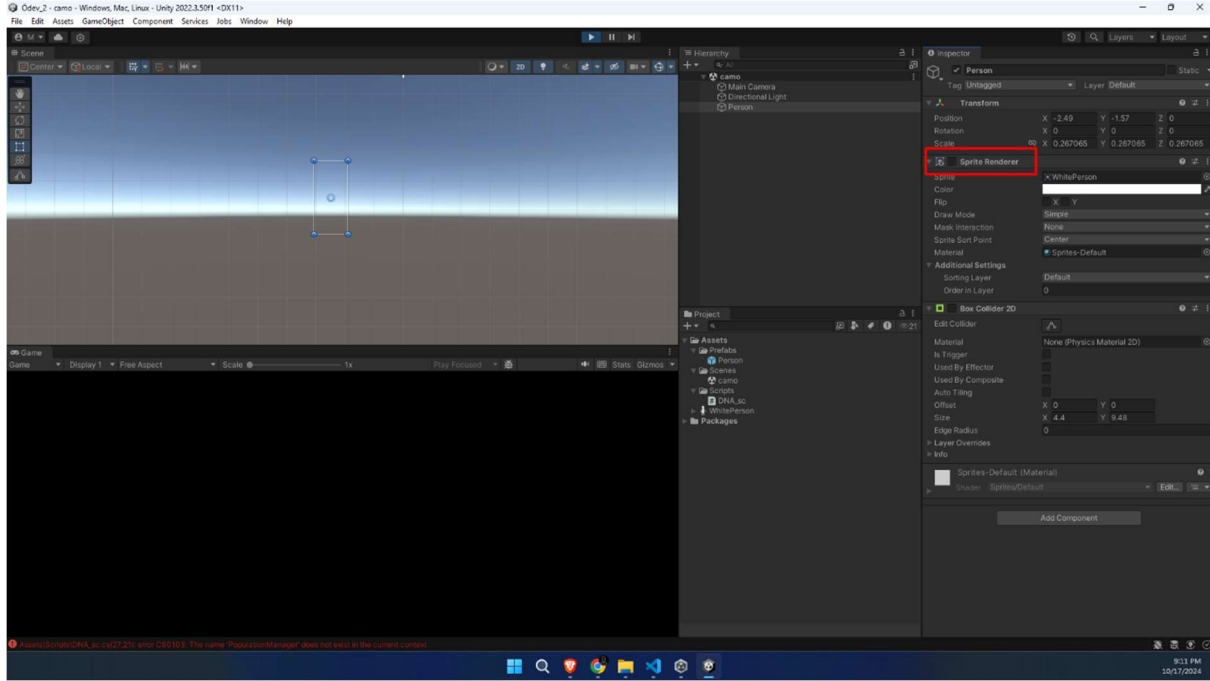 Ödev_2 - camo - Windows, Mac, Linux - Unity 2022.3.50f1 <DX11>
File Edit Assets GameObject Component Services Jobs Window Help
M Layers Layout
Scene
Center Local 2D
Hierarchy
All
camo
Main Camera
Directional Light
Person
Project
21
Assets
Prefabs
Person
Scenes
camo
Scripts
DNA_sc
WhitePerson
Packages
Game
Game Display 1 Free Aspect Scale 1x Play Focused Stats Gizmos
Inspector
Person Static
Tag Untagged Layer Default
Transform
Position X -2.49 Y -1.57 Z 0
Rotation X 0 Y 0 Z 0
Scale X 0.267065 Y 0.267065 Z 0.267065
Sprite Renderer
Sprite WhitePerson
Color
Flip X Y
Draw Mode Simple
Mask Interaction None
Sprite Sort Point Center
Material Sprites-Default
Additional Settings
Sorting Layer Default
Order in Layer 0
Box Collider 2D
Edit Collider
Material None (Physics Material 2D)
Is Trigger
Used By Effector
Used By Composite
Auto Tiling
Offset X 0 Y 0
Size X 4.4 Y 9.48
Edge Radius 0
Layer Overrides
Info
Sprites-Default (Material)
Shader Sprites/Default Edit...
Add Component
Assets\Scripts\DNA_sc.cs(27,21): error CS0103: The name 'PopulationManager' does not exist in the current context
9:11 PM
10/17/2024